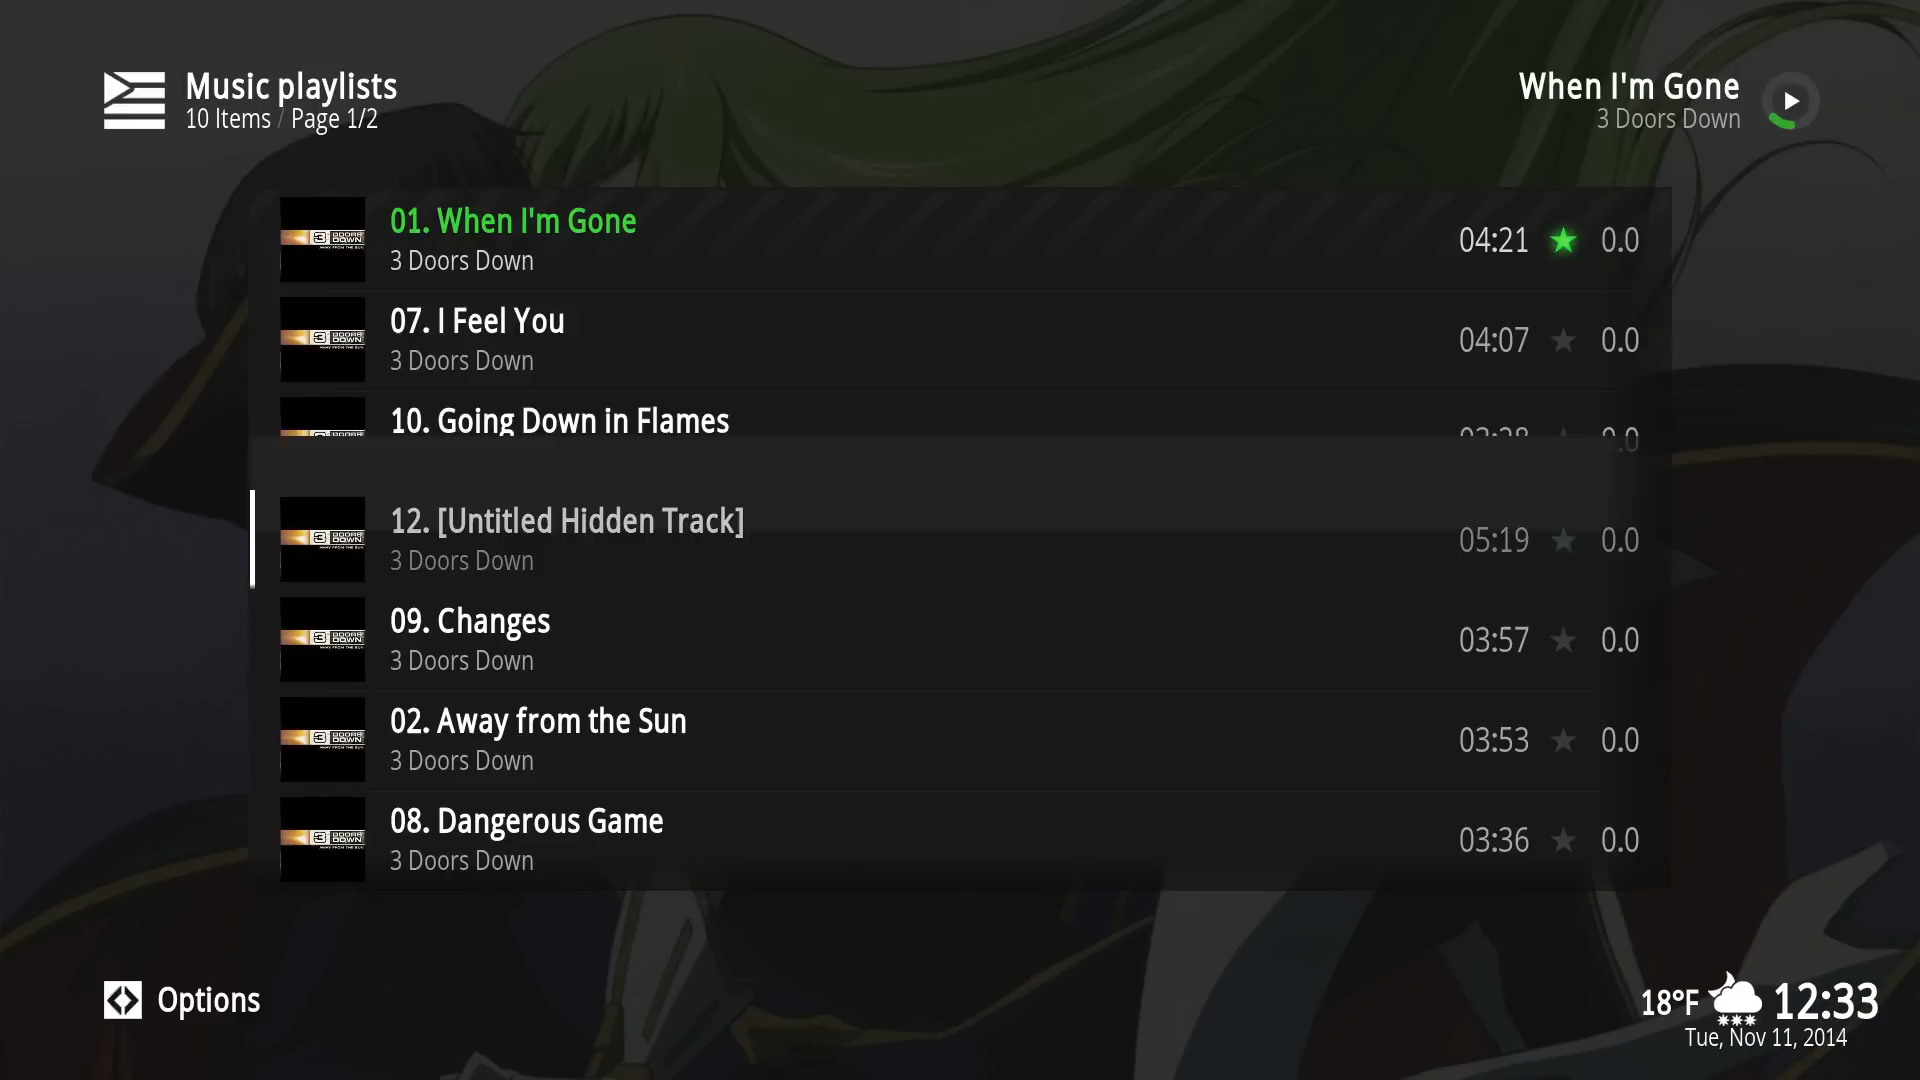 Music playlists
10 Items / Page 1/2
When I'm Gone
3 Doors Down
01. When I'm Gone
3 Doors Down
04:21 0.0
07. I Feel You
3 Doors Down
04:07 0.0
10. Going Down in Flames
0.0
12. [Untitled Hidden Track]
3 Doors Down
05:19 0.0
09. Changes
3 Doors Down
03:57 0.0
02. Away from the Sun
3 Doors Down
03:53 0.0
08. Dangerous Game
3 Doors Down
03:36 0.0
Options
18°F 12:33
Tue, Nov 11, 2014